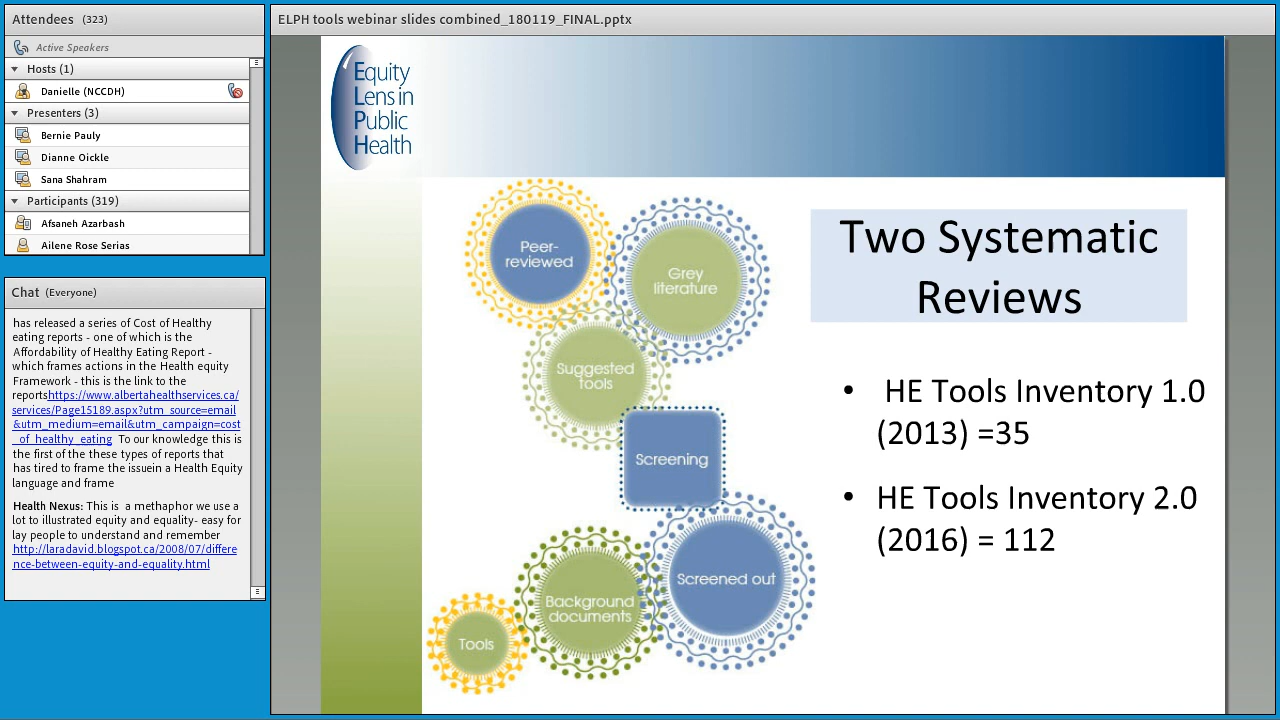 Attendees (323)
Active Speakers
Hosts (1)
Danielle (NCCDH)
Presenters (3)
Bernie Pauly
Dianne Oickle
Sana Shahram
Participants (319)
Afsaneh Azarbash
Ailene Rose Serias
Chat (Everyone)
has released a series of Cost of Healthy
eating reports - one of which is the
Affordability of Healthy Eating Report -
which frames actions in the Health equity
Framework - this is the link to the
reportshttps://www.albertahealthservices.ca/
services/Page15189.aspx?utm_source=email
&utm_medium=email&utm_campaign=cost
_of_healthy_eating To our knowledge this is
the first of the these types of reports that
has tired to frame the issuein a Health Equity
language and frame
Health Nexus: This is a methaphor we use a
lot to illustrated equity and equality- easy for
lay people to understand and remember
http://laradavid.blogspot.ca/2008/07/differe
nce-between-equity-and-equality.html
ELPH tools webinar slides combined_180119_FINAL.pptx
Equity
Lens in
Public
Health
Peer-
reviewed
Grey
literature
Suggested
tools
Screening
Screened out
Background
documents
Tools
Two Systematic
Reviews
• HE Tools Inventory 1.0
(2013) =35
• HE Tools Inventory 2.0
(2016) = 112